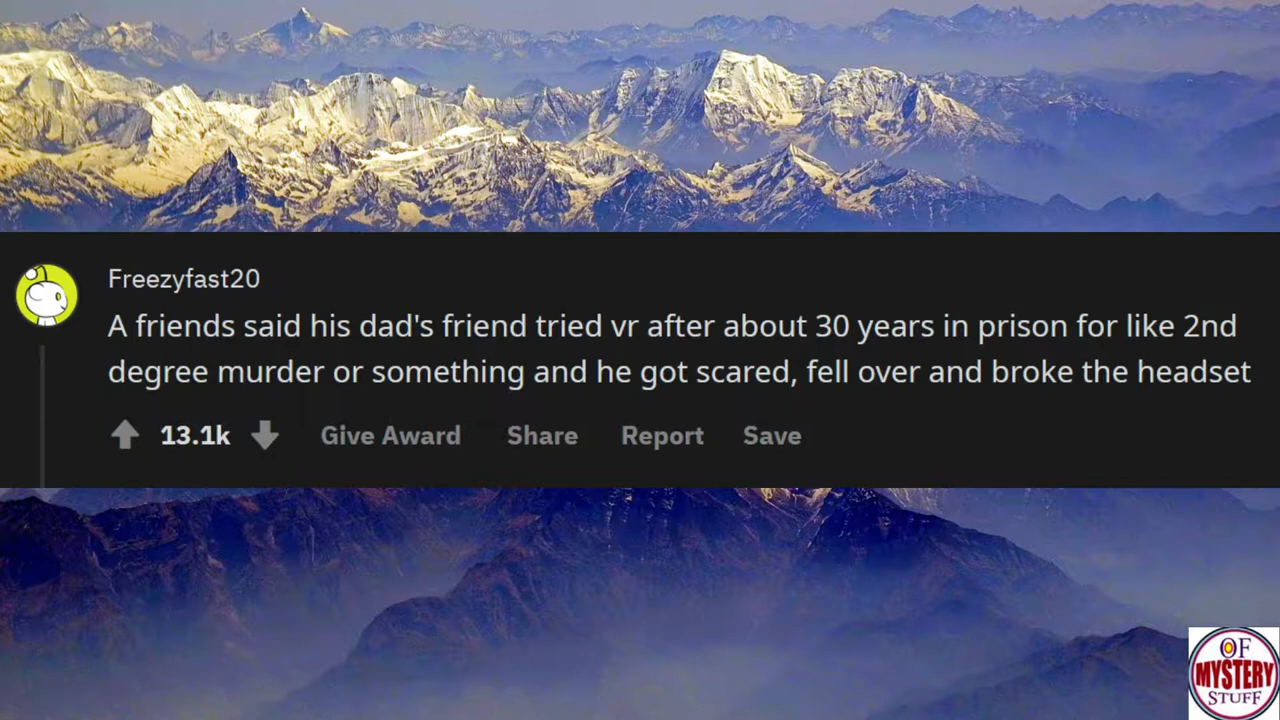 Freezyfast20
A friends said his dad's friend tried vr after about 30 years in prison for like 2nd
degree murder or something and he got scared, fell over and broke the headset
13.1k Give Award Share Report Save
OF
MYSTERY
STUFF